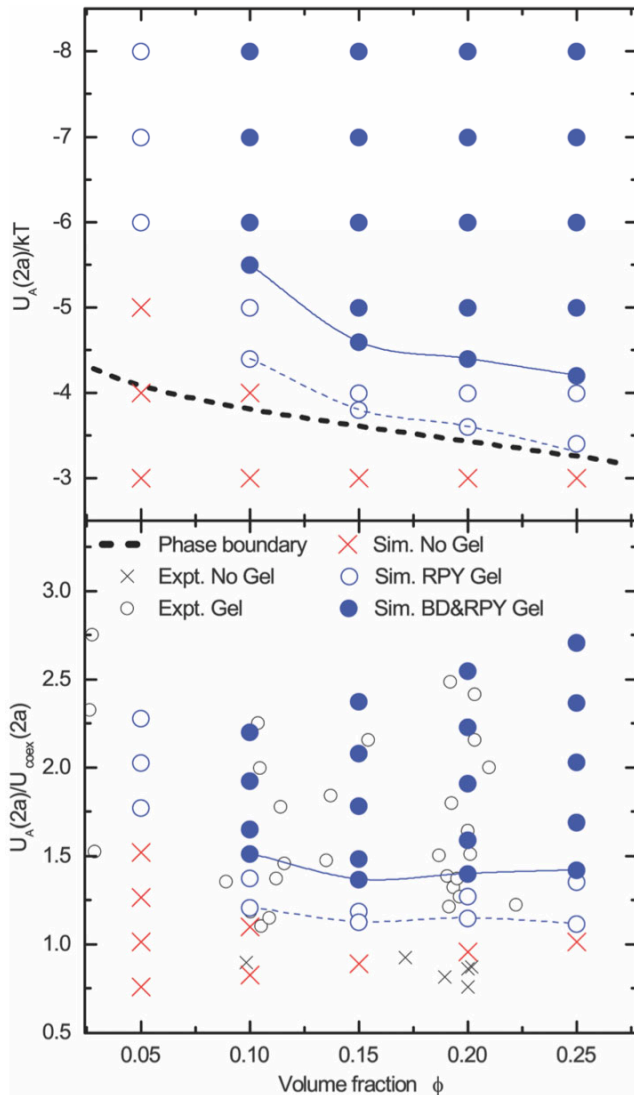 -8
-7
-6
-5
-4
-3
U_A(2a)/kT
Phase boundary
Expt. No Gel
Expt. Gel
Sim. No Gel
Sim. RPY Gel
Sim. BD&RPY Gel
3.0
2.5
2.0
1.5
1.0
0.5
U_A(2a)/U_coex(2a)
0.05 0.10 0.15 0.20 0.25
Volume fraction ϕ